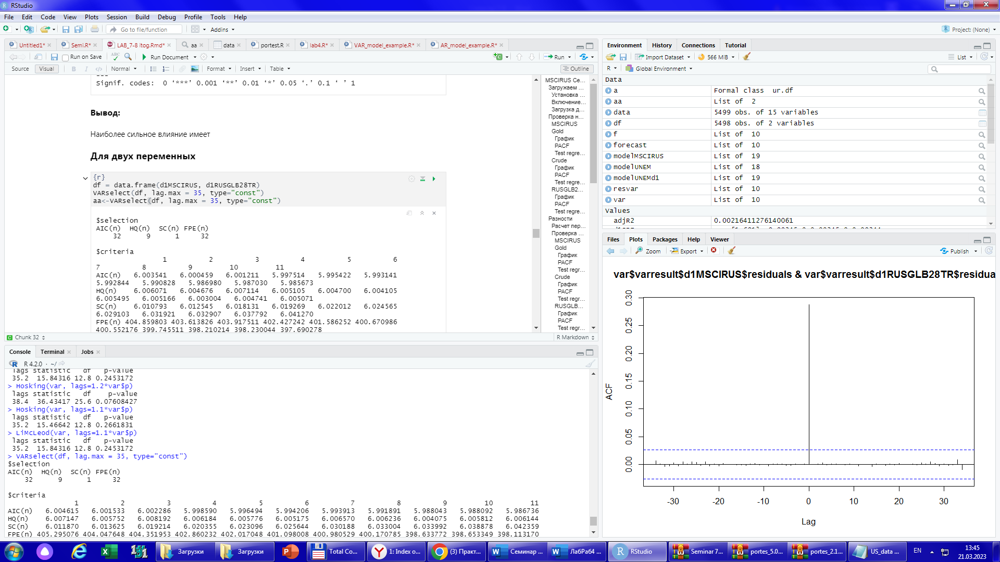 RStudio
File Edit Code View Plots Session Build Debug Profile Tools Help
Go to file/function Addins Project: (None)
Untitled1* Semi.R* LAB_7-8 itog.Rmd* aa data portest.R lab4.R* VAR_model_example.R* AR_model_example.R*
Run on Save ABC Run Document Run
Source Visual B I </> Normal Format Insert Table Outline
signif. codes: 0 ‘***’ 0.001 ‘**’ 0.01 ‘*’ 0.05 ‘.’ 0.1 ‘ ’ 1
Вывод:
Наиболее сильное влияние имеет
Для двух переменных
{r}
df = data.frame(d1MSCIRUS, d1RUSGLB28TR)
VARselect(df, lag.max = 35, type="const")
aa<-VARselect(df, lag.max = 35, type="const")
$selection
AIC(n) HQ(n) SC(n) FPE(n)
32 9 1 32
$criteria
1 2 3 4 5 6
7 8 9 10 11
AIC(n) 6.003541 6.000459 6.001211 5.997514 5.995422 5.993141
5.992844 5.990828 5.986980 5.987030 5.985673
HQ(n) 6.006071 6.004676 6.007114 6.005105 6.004700 6.004105
6.005495 6.005166 6.003004 6.004741 6.005071
SC(n) 6.010793 6.012545 6.018131 6.019269 6.022012 6.024565
6.029103 6.031921 6.032907 6.037792 6.041270
FPE(n) 404.859803 403.613826 403.917511 402.427242 401.586252 400.670986
400.552176 399.745511 398.210214 398.230044 397.690278
MSCIRUS Се...
Загружаем ...
Установка ...
Включение...
Загрузка д...
Проверка н...
MSCIRUS
Gold
График
PACF
Test regre...
Crude
График
PACF
Test regre...
RUSGLB2...
График
PACF
Test regre...
Разности
Расчет пер...
Проверка ...
MSCIRUS
Gold
График
PACF
Test regr...
Crude
График
PACF
Test regr...
RUSGLB...
График
PACF
Test regr...
Chunk 32 R Markdown
Console Terminal Jobs
R 4.2.0 · ~/
lags statistic df p-value
35.2 15.84316 12.8 0.2453172
> Hosking(var, lags=1.2*var$p)
lags statistic df p-value
38.4 36.43417 25.6 0.07608427
> Hosking(var, lags=1.1*var$p)
lags statistic df p-value
35.2 15.46642 12.8 0.2661831
> LiMcLeod(var, lags=1.1*var$p)
lags statistic df p-value
35.2 15.84316 12.8 0.2453172
> VARselect(df, lag.max = 35, type="const")
$selection
AIC(n) HQ(n) SC(n) FPE(n)
32 9 1 32
$criteria
1 2 3 4 5 6 7 8 9 10 11
AIC(n) 6.004615 6.001533 6.002286 5.998590 5.996494 5.994206 5.993913 5.991891 5.988043 5.988092 5.986736
HQ(n) 6.007147 6.005752 6.008192 6.006184 6.005776 6.005175 6.006570 6.006236 6.004075 6.005812 6.006144
SC(n) 6.011870 6.013625 6.019214 6.020355 6.023096 6.025644 6.030188 6.033004 6.033992 6.038878 6.042359
FPE(n) 405.295076 404.047648 404.351953 402.860232 402.017048 401.098008 400.980529 400.170785 398.633772 398.653349 398.113170
Environment History Connections Tutorial
Import Dataset 566 MiB List
R Global Environment
Data
a Formal class ur.df
aa List of 2
data 5499 obs. of 15 variables
df 5498 obs. of 2 variables
f List of 10
forecast List of 10
modelMSCIRUS List of 19
modelUNEM List of 18
modelUNEMd1 List of 19
resvar List of 10
var List of 10
Values
adjR2 0.00216411276140061
Files Plots Packages Help Viewer
Zoom Export Publish
var$varresult$d1MSCIRUS$residuals & var$varresult$d1RUSGLB28TR$residua
ACF
0.30
0.25
0.20
0.15
0.10
0.05
0.00
-30 -20 -10 0 10 20 30
Lag
Загрузки Загрузки Total Co... 1: Index o... (3) Практ... Семинар ... ЛабРаб4 ... RStudio Seminar 7... portes_5.0... portes_2.1... US_data ... EN 13:45
21.03.2023